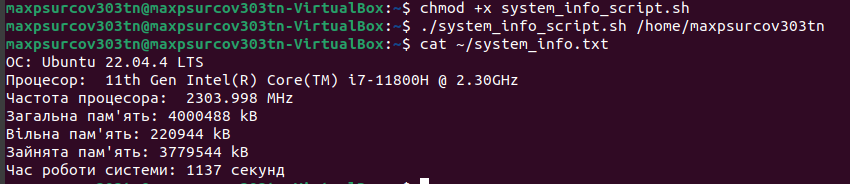 maxpsurcov303tn@maxpsurcov303tn-VirtualBox:~$ chmod +x system_info_script.sh
maxpsurcov303tn@maxpsurcov303tn-VirtualBox:~$ ./system_info_script.sh /home/maxpsurcov303tn
maxpsurcov303tn@maxpsurcov303tn-VirtualBox:~$ cat ~/system_info.txt
ОС: Ubuntu 22.04.4 LTS
Процесор:  11th Gen Intel(R) Core(TM) i7-11800H @ 2.30GHz
Частота процесора:  2303.998 MHz
Загальна пам'ять: 4000488 kB
Вільна пам'ять: 220944 kB
Зайнята пам'ять: 3779544 kB
Час роботи системи: 1137 секунд